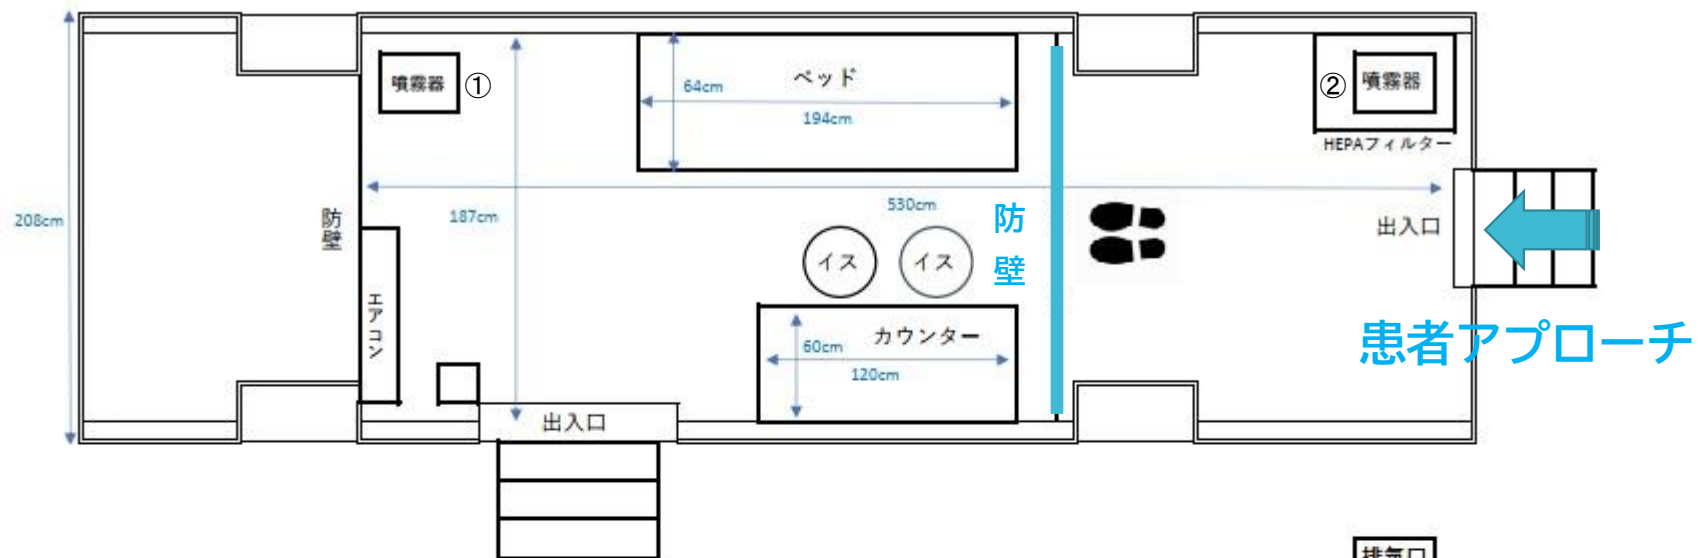 噴霧器
①
64cm
ベッド
194cm
②
噴霧器
HEPAフィルター
208cm
防壁
187cm
530cm
防壁
出入口
イス
イス
エアコン
60cm
カウンター
120cm
患者アプローチ
出入口
排気口